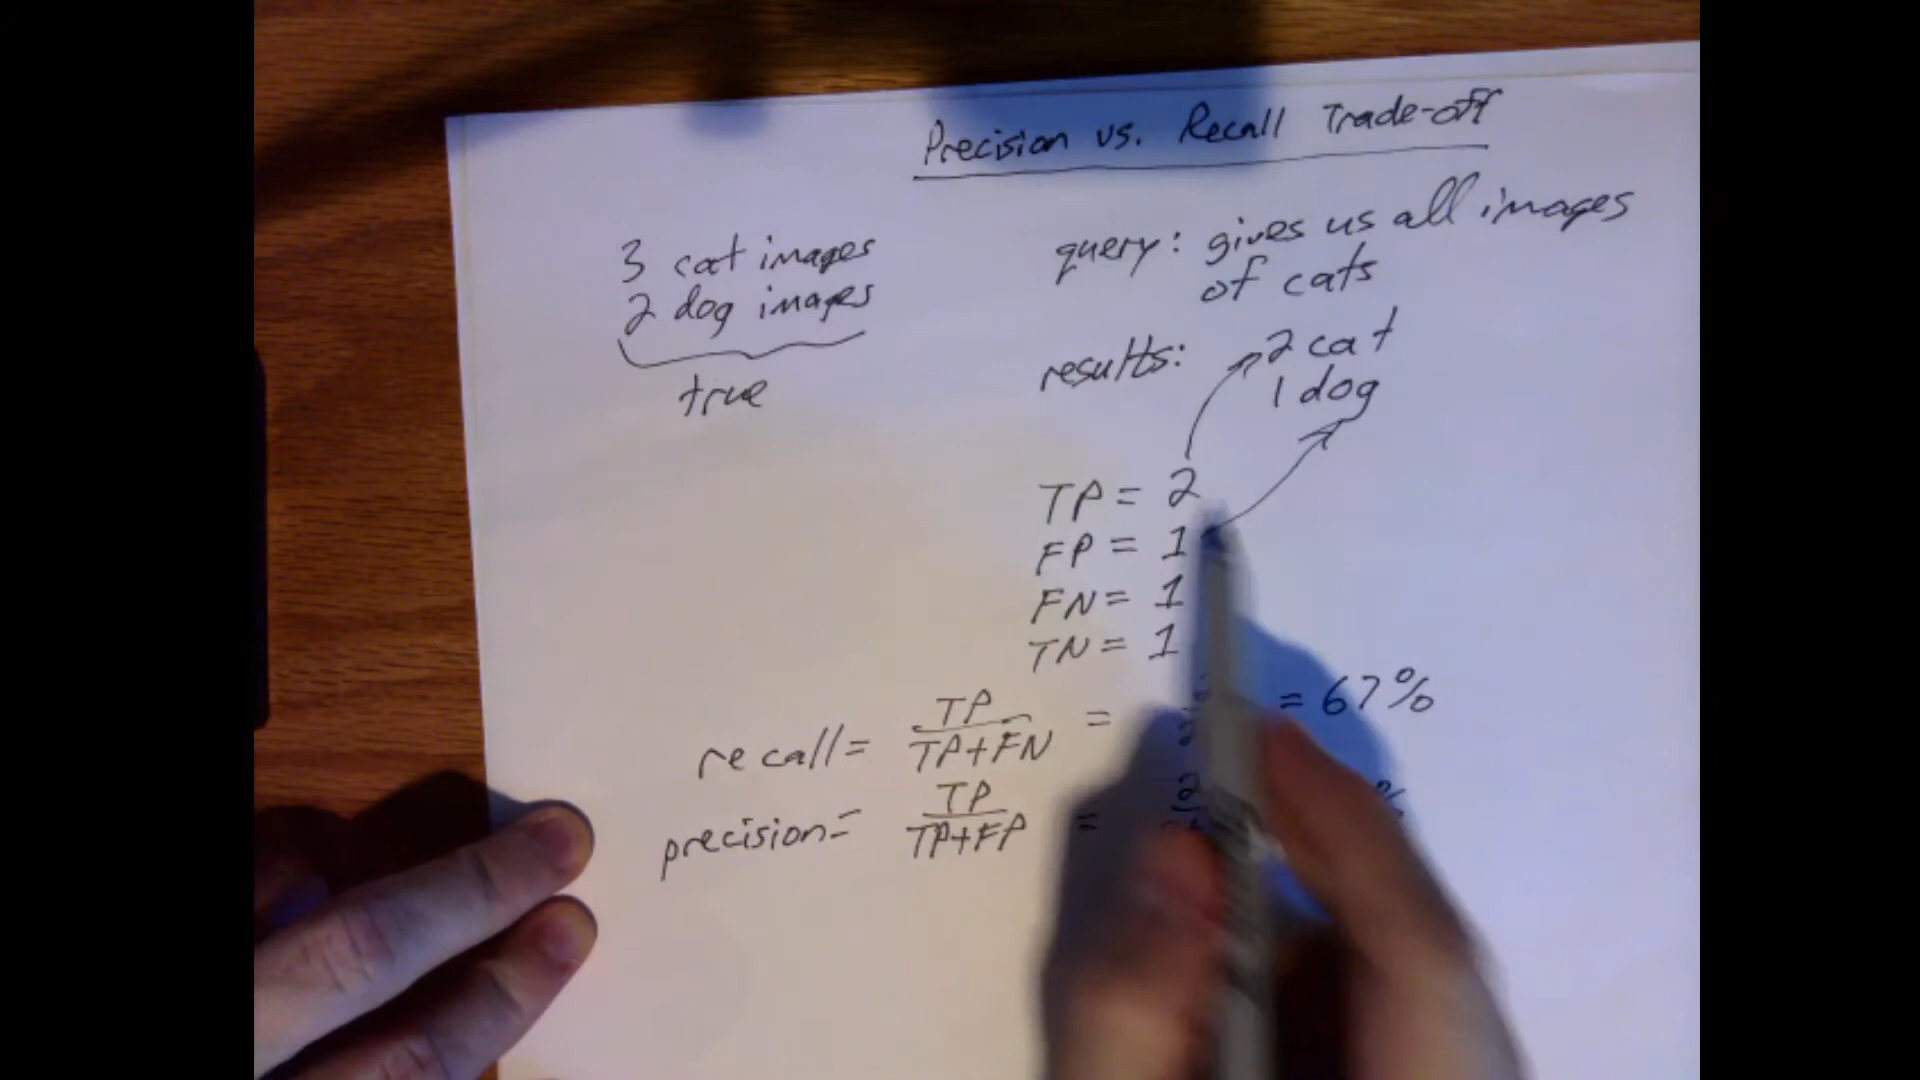 Precision vs. Recall Trade-off
3 cat images
2 dog images
true
query: gives us all images
of cats
results: 2 cat
1 dog
TP = 2
FP = 1
FN = 1
TN = 1
recall = TP / TP+FN = = 67%
precision = TP / TP+FP = %